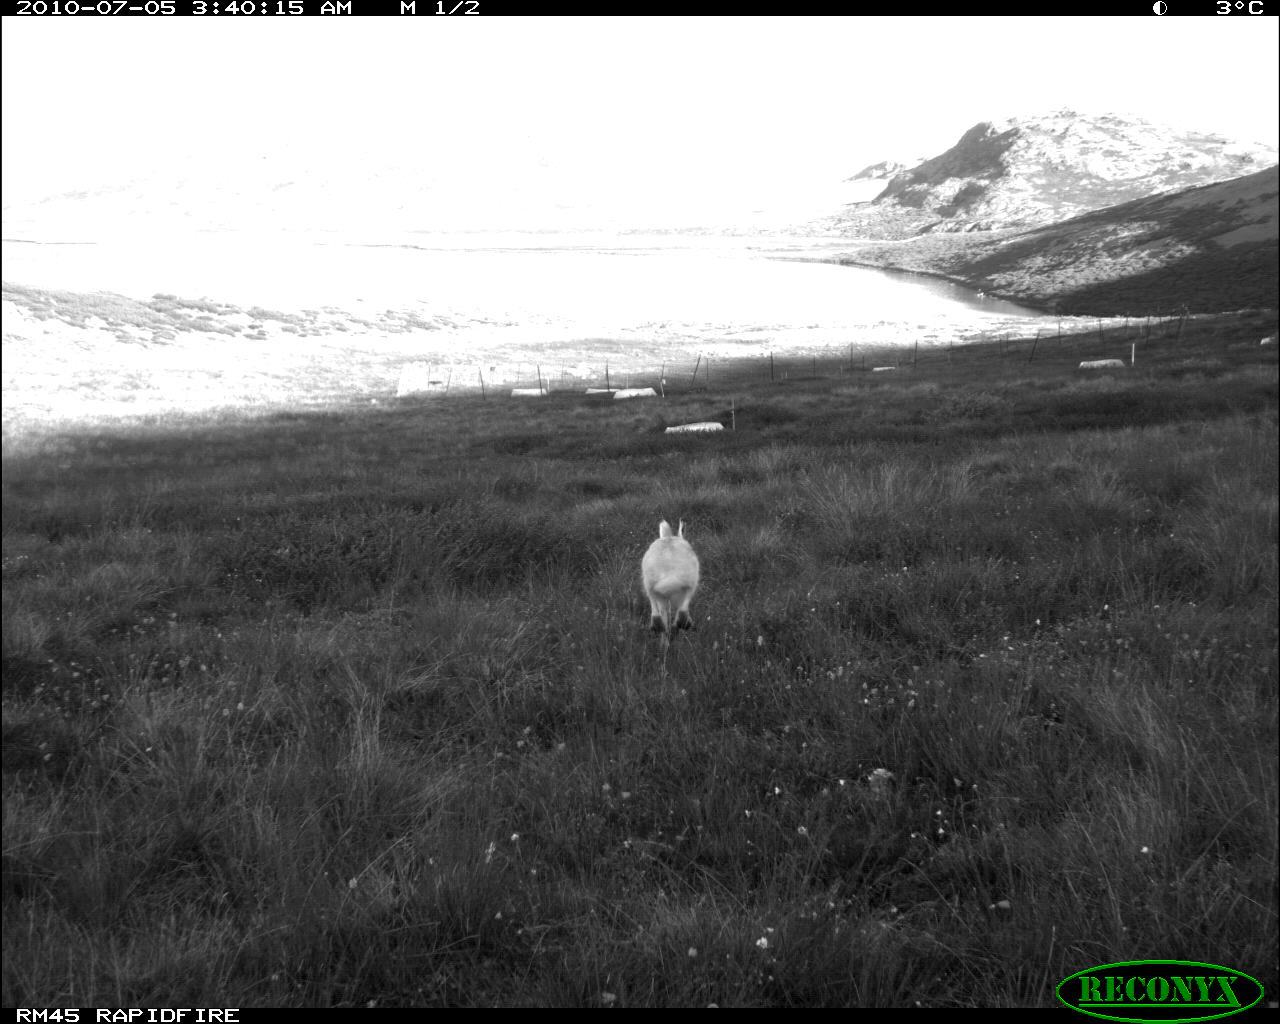 2010-07-05 3:40:15 AM M 1/2 3°C
RECONYX
RM45 RAPIDFIRE